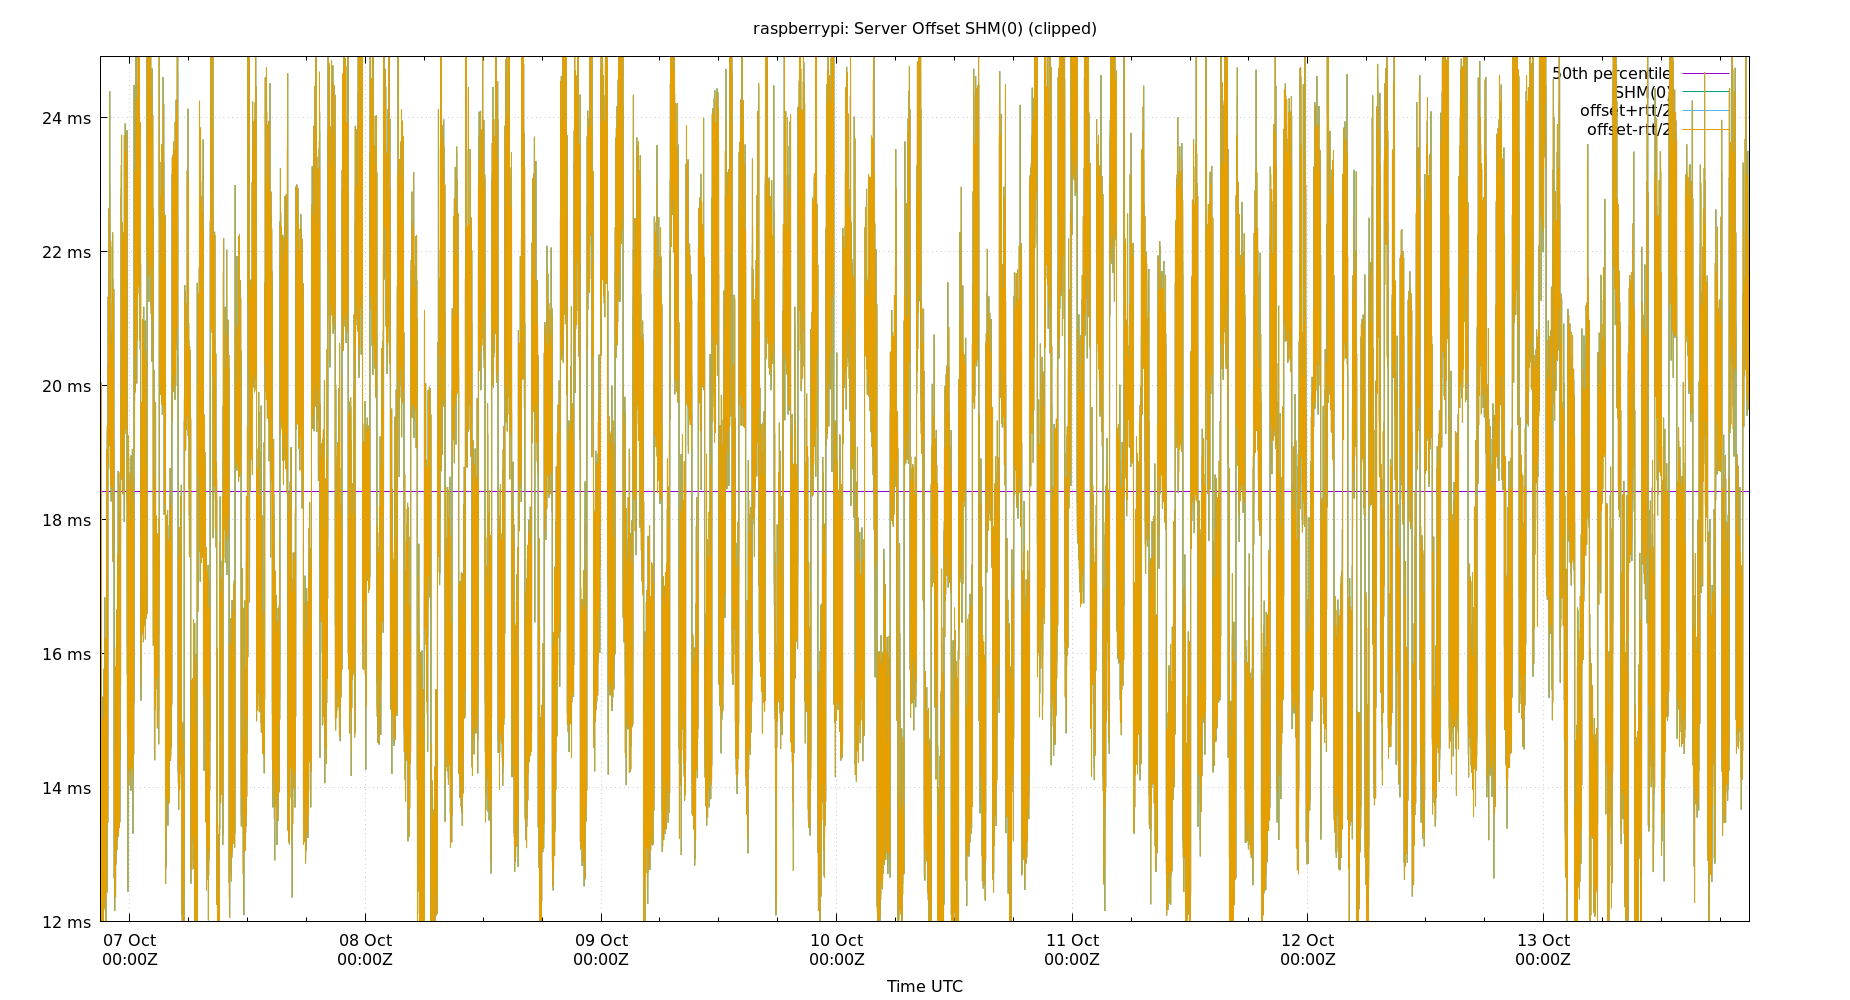 raspberrypi: Server Offset SHM(0) (clipped)
50th percentile
SHM(0)
offset+rtt/2
offset-rtt/2
24 ms
22 ms
20 ms
18 ms
16 ms
14 ms
12 ms
07 Oct 08 Oct 09 Oct 10 Oct 11 Oct 12 Oct 13 Oct
00:00Z 00:00Z 00:00Z 00:00Z 00:00Z 00:00Z 00:00Z
Time UTC